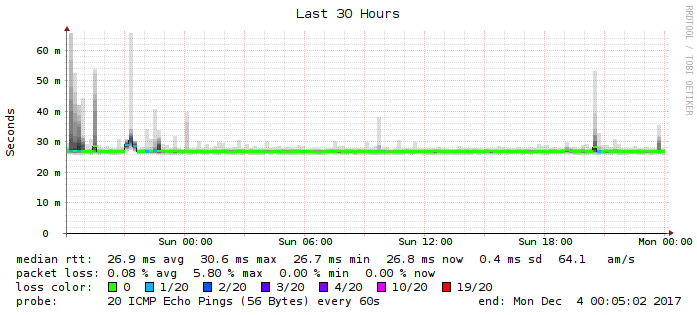 Last 30 Hours
RRDTOOL / TOBI OETIKER
Seconds
60 m
50 m
40 m
30 m
20 m
10 m
0
Sun 00:00 Sun 06:00 Sun 12:00 Sun 18:00 Mon 00:00
median rtt: 26.9 ms avg 30.6 ms max 26.7 ms min 26.8 ms now 0.4 ms sd 64.1 am/s
packet loss: 0.08 % avg 5.80 % max 0.00 % min 0.00 % now
loss color: 0 1/20 2/20 3/20 4/20 10/20 19/20
probe: 20 ICMP Echo Pings (56 Bytes) every 60s end: Mon Dec 4 00:05:02 2017